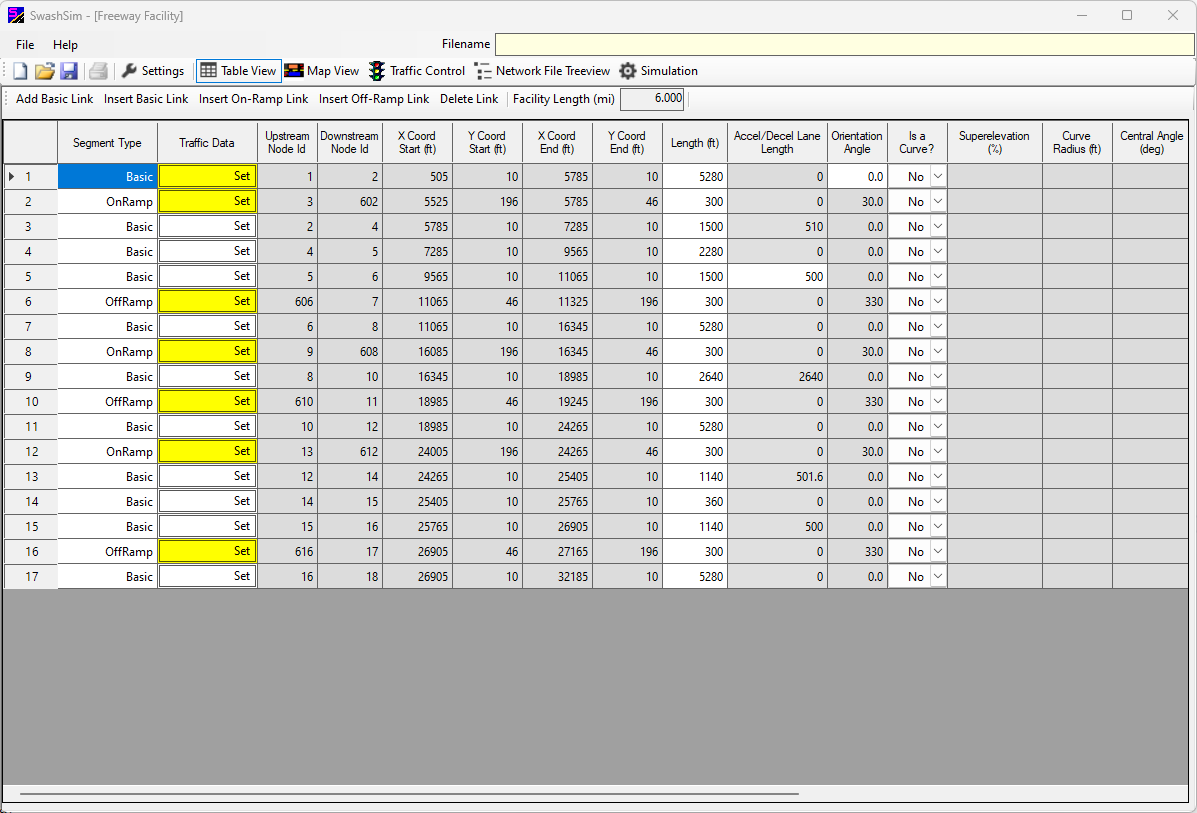 SwashSim - [Freeway Facility]
File Help Filename
Settings Table View Map View Traffic Control Network File Treeview Simulation
Add Basic Link Insert Basic Link Insert On-Ramp Link Insert Off-Ramp Link Delete Link Facility Length (mi) 6.000
Segment Type Traffic Data Upstream Node Id Downstream Node Id X Coord Start (ft) Y Coord Start (ft) X Coord End (ft) Y Coord End (ft) Length (ft) Accel/Decel Lane Length Orientation Angle Is a Curve? Superelevation (%) Curve Radius (ft) Central Angle (deg)
1 Basic Set 1 2 505 10 5785 10 5280 0 0.0 No
2 OnRamp Set 3 602 5525 196 5785 46 300 0 30.0 No
3 Basic Set 2 4 5785 10 7285 10 1500 510 0.0 No
4 Basic Set 4 5 7285 10 9565 10 2280 0 0.0 No
5 Basic Set 5 6 9565 10 11065 10 1500 500 0.0 No
6 OffRamp Set 606 7 11065 46 11325 196 300 0 330 No
7 Basic Set 6 8 11065 10 16345 10 5280 0 0.0 No
8 OnRamp Set 9 608 16085 196 16345 46 300 0 30.0 No
9 Basic Set 8 10 16345 10 18985 10 2640 2640 0.0 No
10 OffRamp Set 610 11 18985 46 19245 196 300 0 330 No
11 Basic Set 10 12 18985 10 24265 10 5280 0 0.0 No
12 OnRamp Set 13 612 24005 196 24265 46 300 0 30.0 No
13 Basic Set 12 14 24265 10 25405 10 1140 501.6 0.0 No
14 Basic Set 14 15 25405 10 25765 10 360 0 0.0 No
15 Basic Set 15 16 25765 10 26905 10 1140 500 0.0 No
16 OffRamp Set 616 17 26905 46 27165 196 300 0 330 No
17 Basic Set 16 18 26905 10 32185 10 5280 0 0.0 No